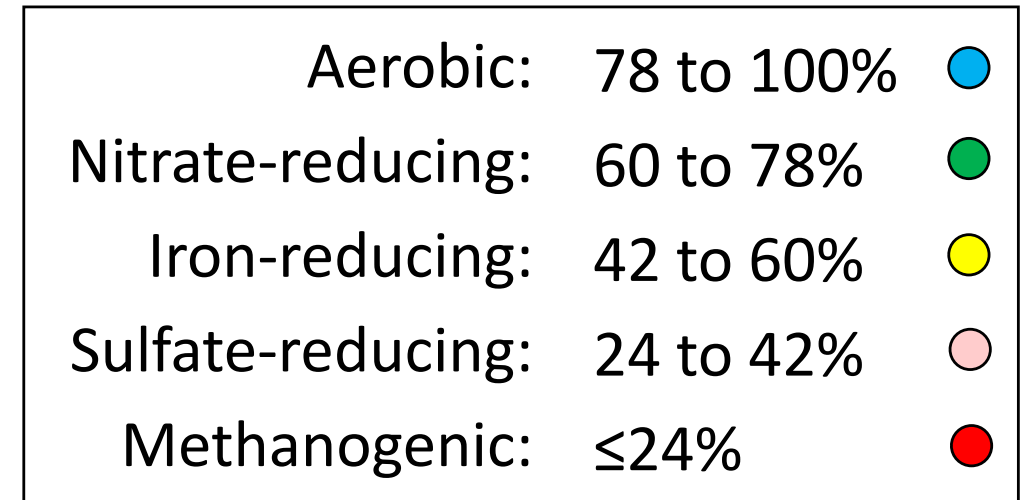 Aerobic: 78 to 100%
Nitrate-reducing: 60 to 78%
Iron-reducing: 42 to 60%
Sulfate-reducing: 24 to 42%
Methanogenic: ≤24%